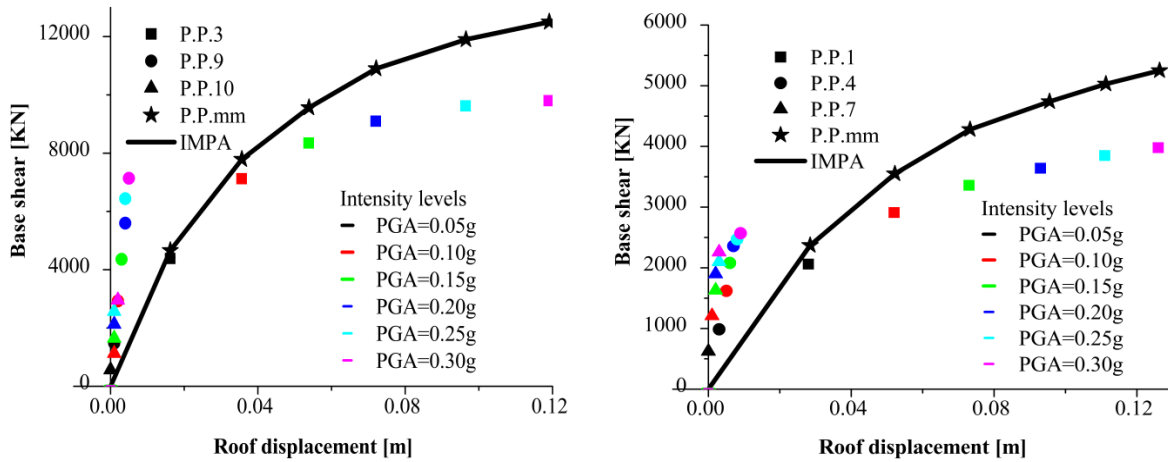 Base shear [KN]
12000
8000
4000
0
P.P.3
P.P.9
P.P.10
P.P.mm
IMPA
Intensity levels
PGA=0.05g
PGA=0.10g
PGA=0.15g
PGA=0.20g
PGA=0.25g
PGA=0.30g
0.00 0.04 0.08 0.12
Roof displacement [m]
Base shear [KN]
6000
5000
4000
3000
2000
1000
0
P.P.1
P.P.4
P.P.7
P.P.mm
IMPA
Intensity levels
PGA=0.05g
PGA=0.10g
PGA=0.15g
PGA=0.20g
PGA=0.25g
PGA=0.30g
0.00 0.04 0.08 0.12
Roof displacement [m]